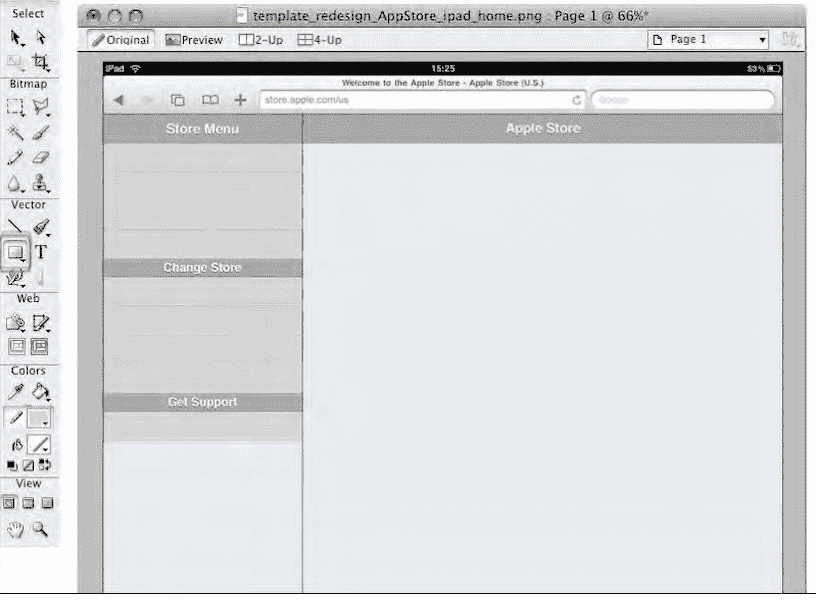 Select
template_redesign_AppStore_ipad_home.png : Page 1 @ 66%*
Original Preview 2-Up 4-Up Page 1
Bitmap
iPad 15:25 53%
Welcome to the Apple Store - Apple Store (U.S.)
store.apple.com/us Google
Store Menu Apple Store
Vector
T
Change Store
Web
Colors
Get Support
View